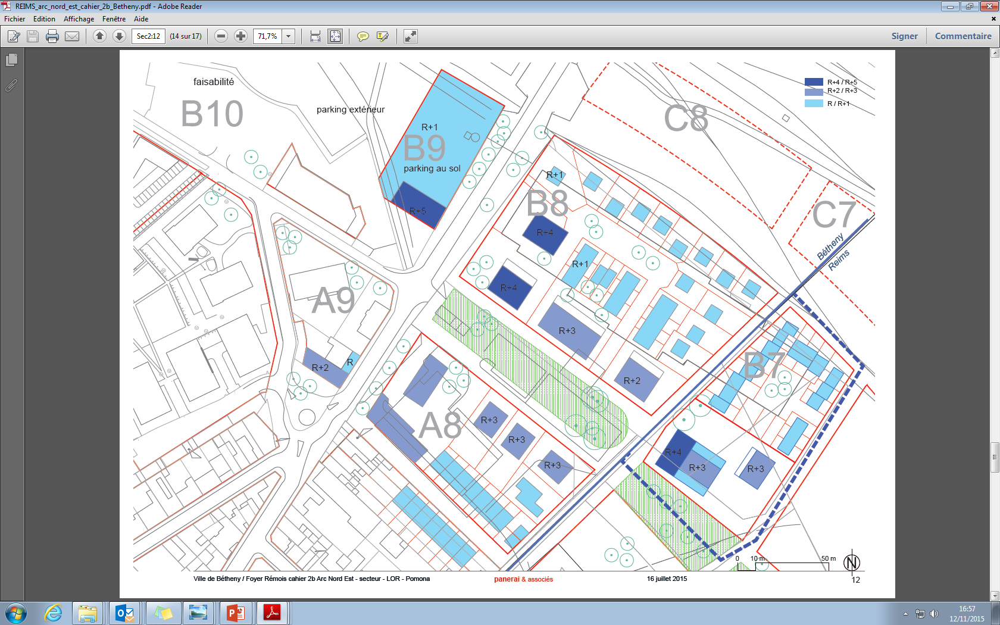 REIMS_arc_nord_est_cahier_2b_Betheny.pdf - Adobe Reader
Fichier Edition Affichage Fenêtre Aide
Sec2:12 (14 sur 17) 71,7% Signer Commentaire
faisabilité
B10
parking extérieur
R+1
B9
parking au sol
R+5
C8
R+4 / R+5
R+2 / R+3
R / R+1
C7
Bétheny
Reims
R+1
B8
R+4
R+1
R+4
R+3
R+2
A9
R+2
R
B7
A8
R+3
R+3
R+3
R+4
R+3
R+3
0 10 m 50 m
N
Ville de Bétheny / Foyer Rémois cahier 2b Arc Nord Est - secteur - LOR - Pomona
panerai & associés
16 juillet 2015
12
16:57
12/11/2015